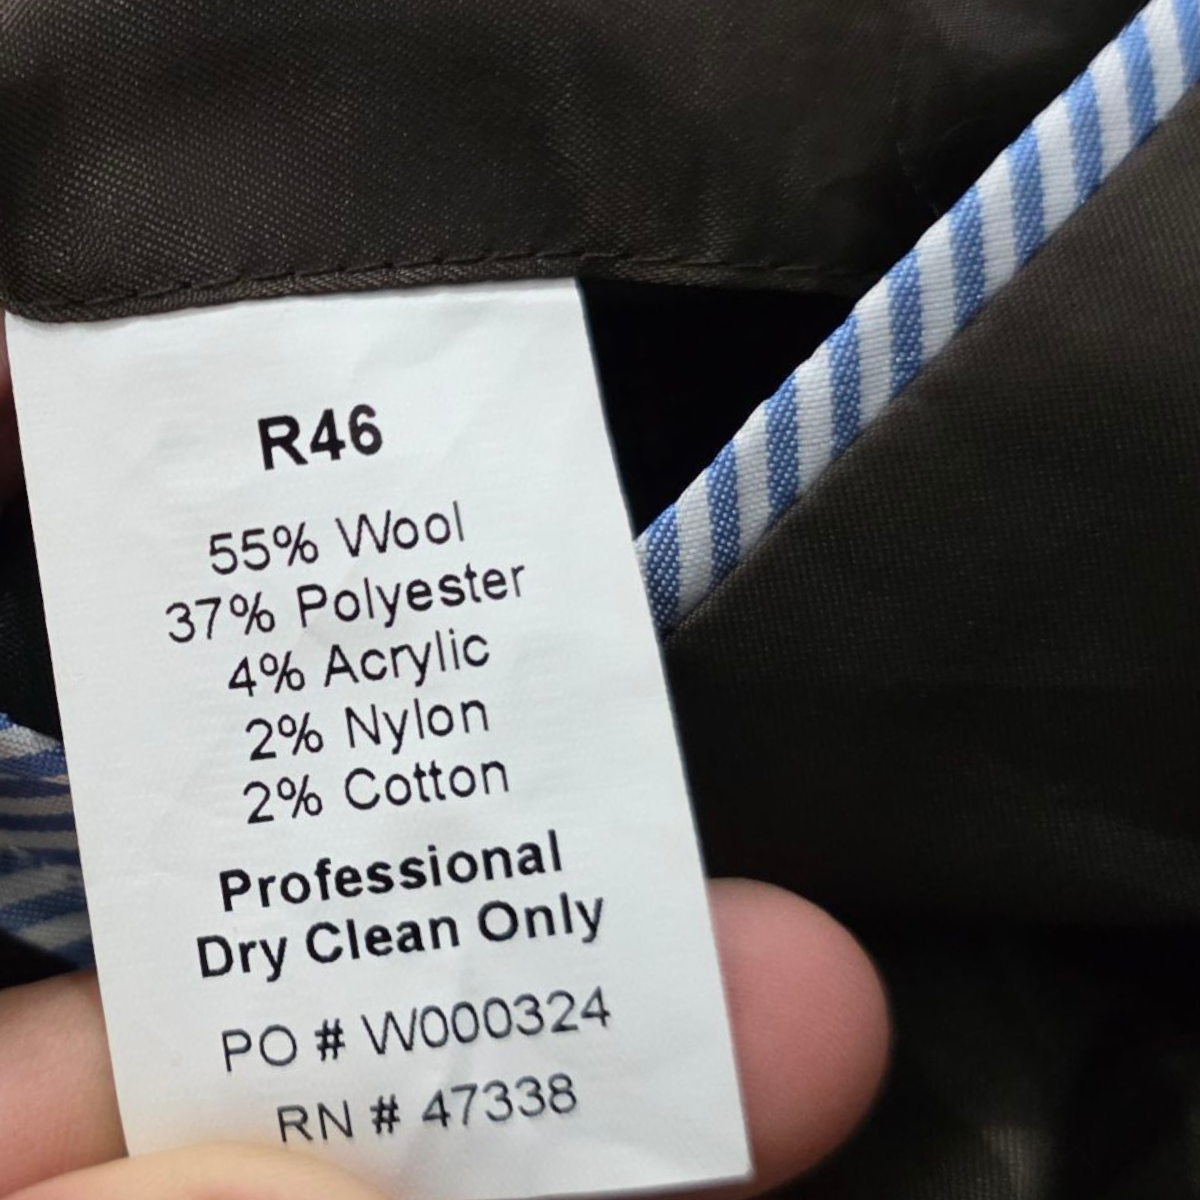 R46
55% Wool
37% Polyester
4% Acrylic
2% Nylon
2% Cotton
Professional
Dry Clean Only
PO # W000324
RN # 47338